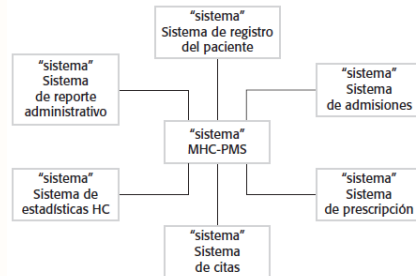 “sistema”
Sistema de registro
del paciente
“sistema”
Sistema
de reporte
administrativo
“sistema”
Sistema
de admisiones
“sistema”
MHC-PMS
“sistema”
Sistema de
estadísticas HC
“sistema”
Sistema
de prescripción
“sistema”
Sistema
de citas